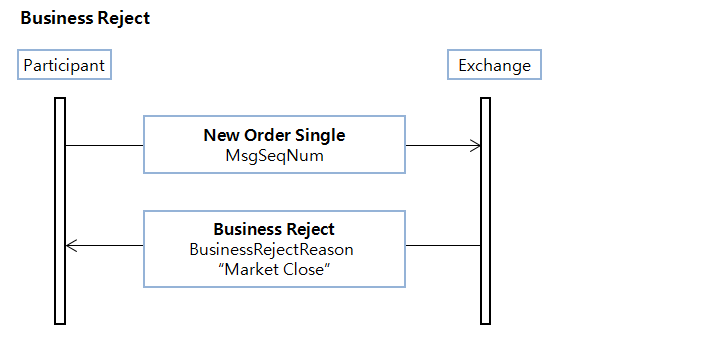 Business Reject
Participant
Exchange
New Order Single
MsgSeqNum
Business Reject
BusinessRejectReason
“Market Close”